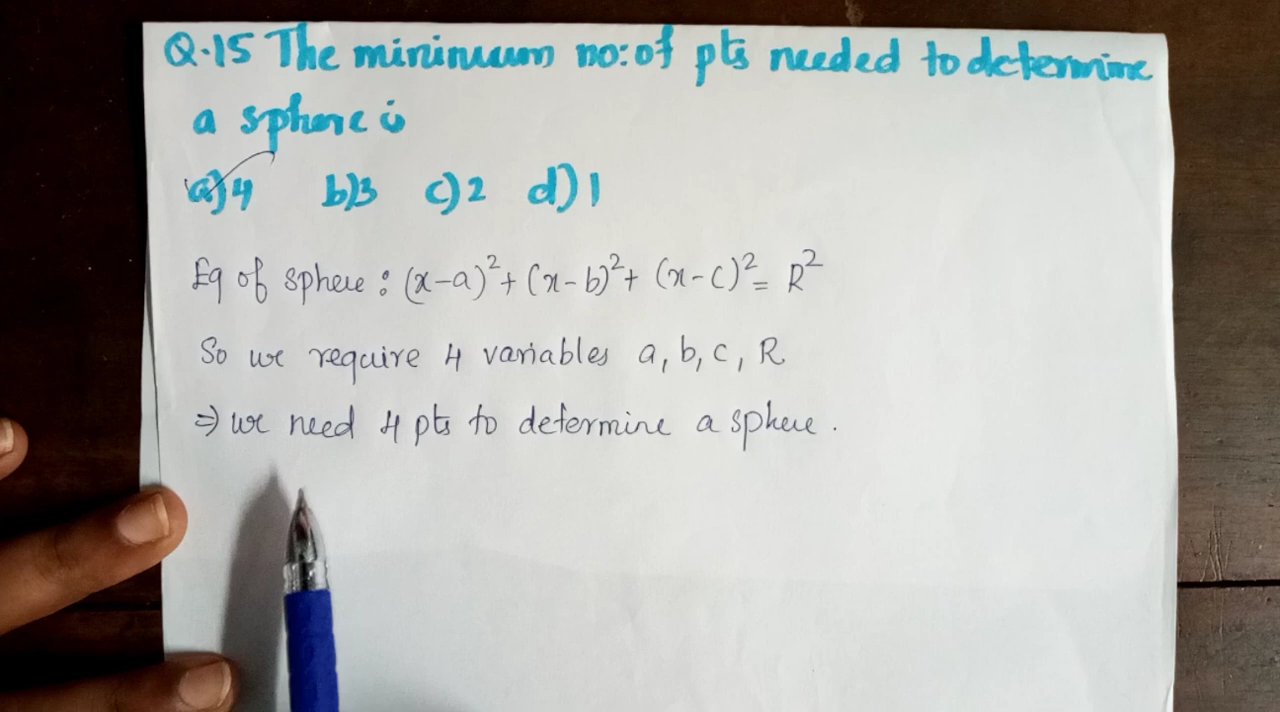 Q.15 The minimum no: of pts needed to determine
a sphere is
a) 4 b) 3 c) 2 d) 1
Eq of sphere : (x-a)²+ (x-b)²+ (x-c)²= R²
So we require 4 variables a, b, c, R
⇒ we need 4 pts to determine a sphere.